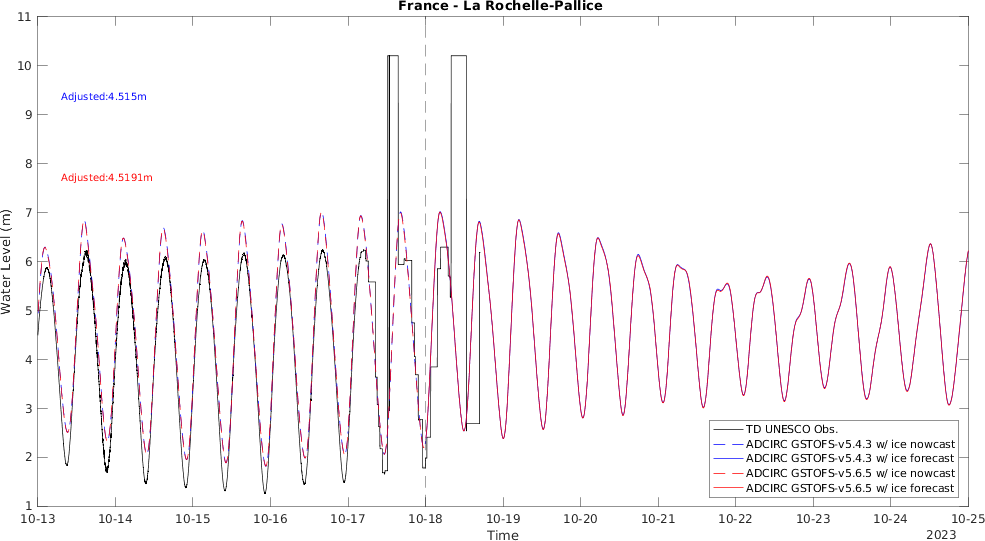 France - La Rochelle-Pallice
11
10
9
8
7
6
5
4
3
2
1
Water Level (m)
Adjusted:4.515m
Adjusted:4.5191m
TD UNESCO Obs.
ADCIRC GSTOFS-v5.4.3 w/ ice nowcast
ADCIRC GSTOFS-v5.4.3 w/ ice forecast
ADCIRC GSTOFS-v5.6.5 w/ ice nowcast
ADCIRC GSTOFS-v5.6.5 w/ ice forecast
10-13 10-14 10-15 10-16 10-17 10-18 10-19 10-20 10-21 10-22 10-23 10-24 10-25
Time
2023